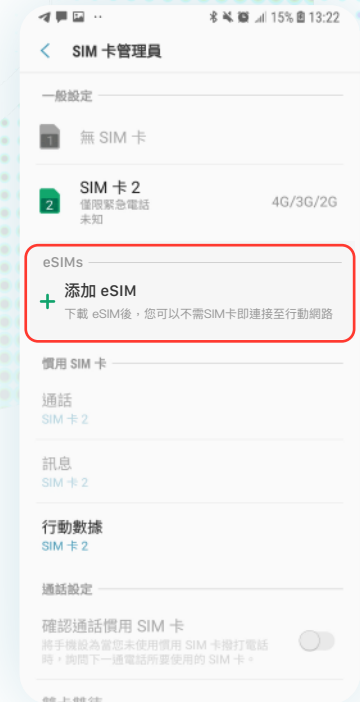 15% 13:22
SIM 卡管理員
一般設定
1 無 SIM 卡
SIM 卡 2
2 僅限緊急電話 4G/3G/2G
未知
eSIMs
添加 eSIM
下載 eSIM後，您可以不需SIM卡即連接至行動網路
慣用 SIM 卡
通話
SIM 卡 2
訊息
SIM 卡 2
行動數據
SIM 卡 2
通話設定
確認通話慣用 SIM 卡
將手機設為當您未使用慣用 SIM 卡撥打電話
時，詢問下一通電話所要使用的 SIM 卡。